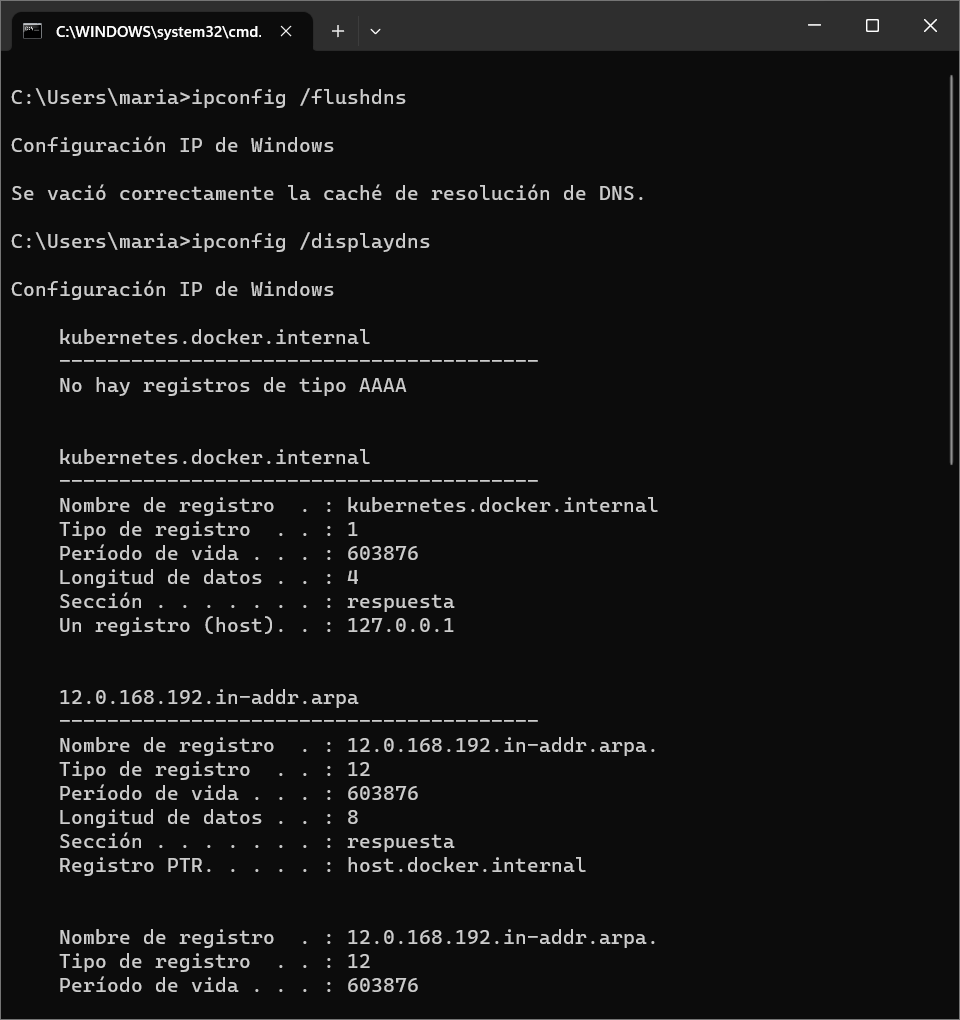 C:\WINDOWS\system32\cmd.
C:\Users\maria>ipconfig /flushdns
Configuración IP de Windows
Se vació correctamente la caché de resolución de DNS.
C:\Users\maria>ipconfig /displaydns
Configuración IP de Windows
kubernetes.docker.internal
----------------------------------------
No hay registros de tipo AAAA
kubernetes.docker.internal
----------------------------------------
Nombre de registro  . : kubernetes.docker.internal
Tipo de registro  . . : 1
Período de vida . . . : 603876
Longitud de datos . . : 4
Sección . . . . . . . : respuesta
Un registro (host). . : 127.0.0.1
12.0.168.192.in-addr.arpa
----------------------------------------
Nombre de registro  . : 12.0.168.192.in-addr.arpa.
Tipo de registro  . . : 12
Período de vida . . . : 603876
Longitud de datos . . : 8
Sección . . . . . . . : respuesta
Registro PTR. . . . . : host.docker.internal
Nombre de registro  . : 12.0.168.192.in-addr.arpa.
Tipo de registro  . . : 12
Período de vida . . . : 603876